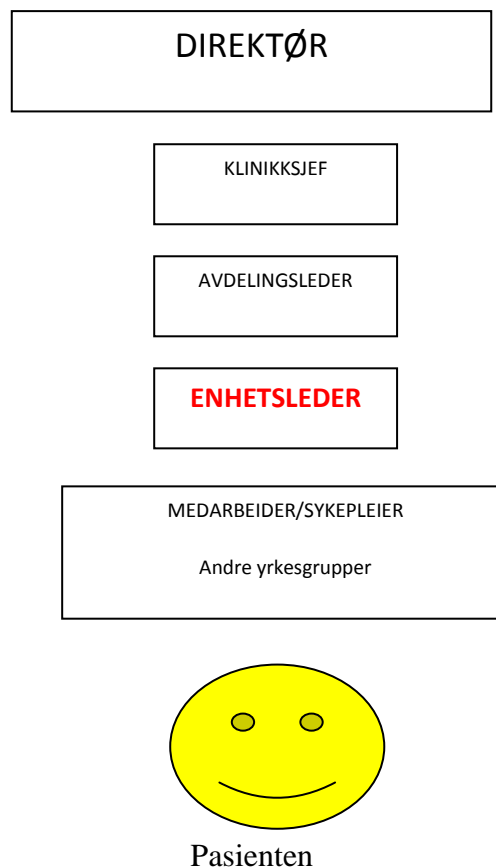 DIREKTØR
KLINIKKSJEF
AVDELINGSLEDER
ENHETSLEDER
MEDARBEIDER/SYKEPLEIER
Andre yrkesgrupper
Pasienten